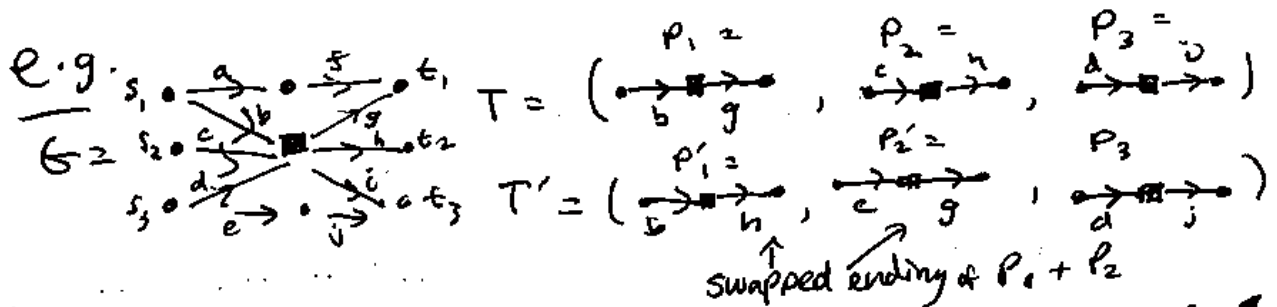 e.g.
G =
s₁ a f t₁
b g
s₂ c h t₂
d i
s₃ e j t₃
T = ( P₁ = b g , P₂ = c h , P₃ = d i )
T' = ( P₁' = b h , P₂' = c g , P₃ d i )
swapped ending of P₁ + P₂